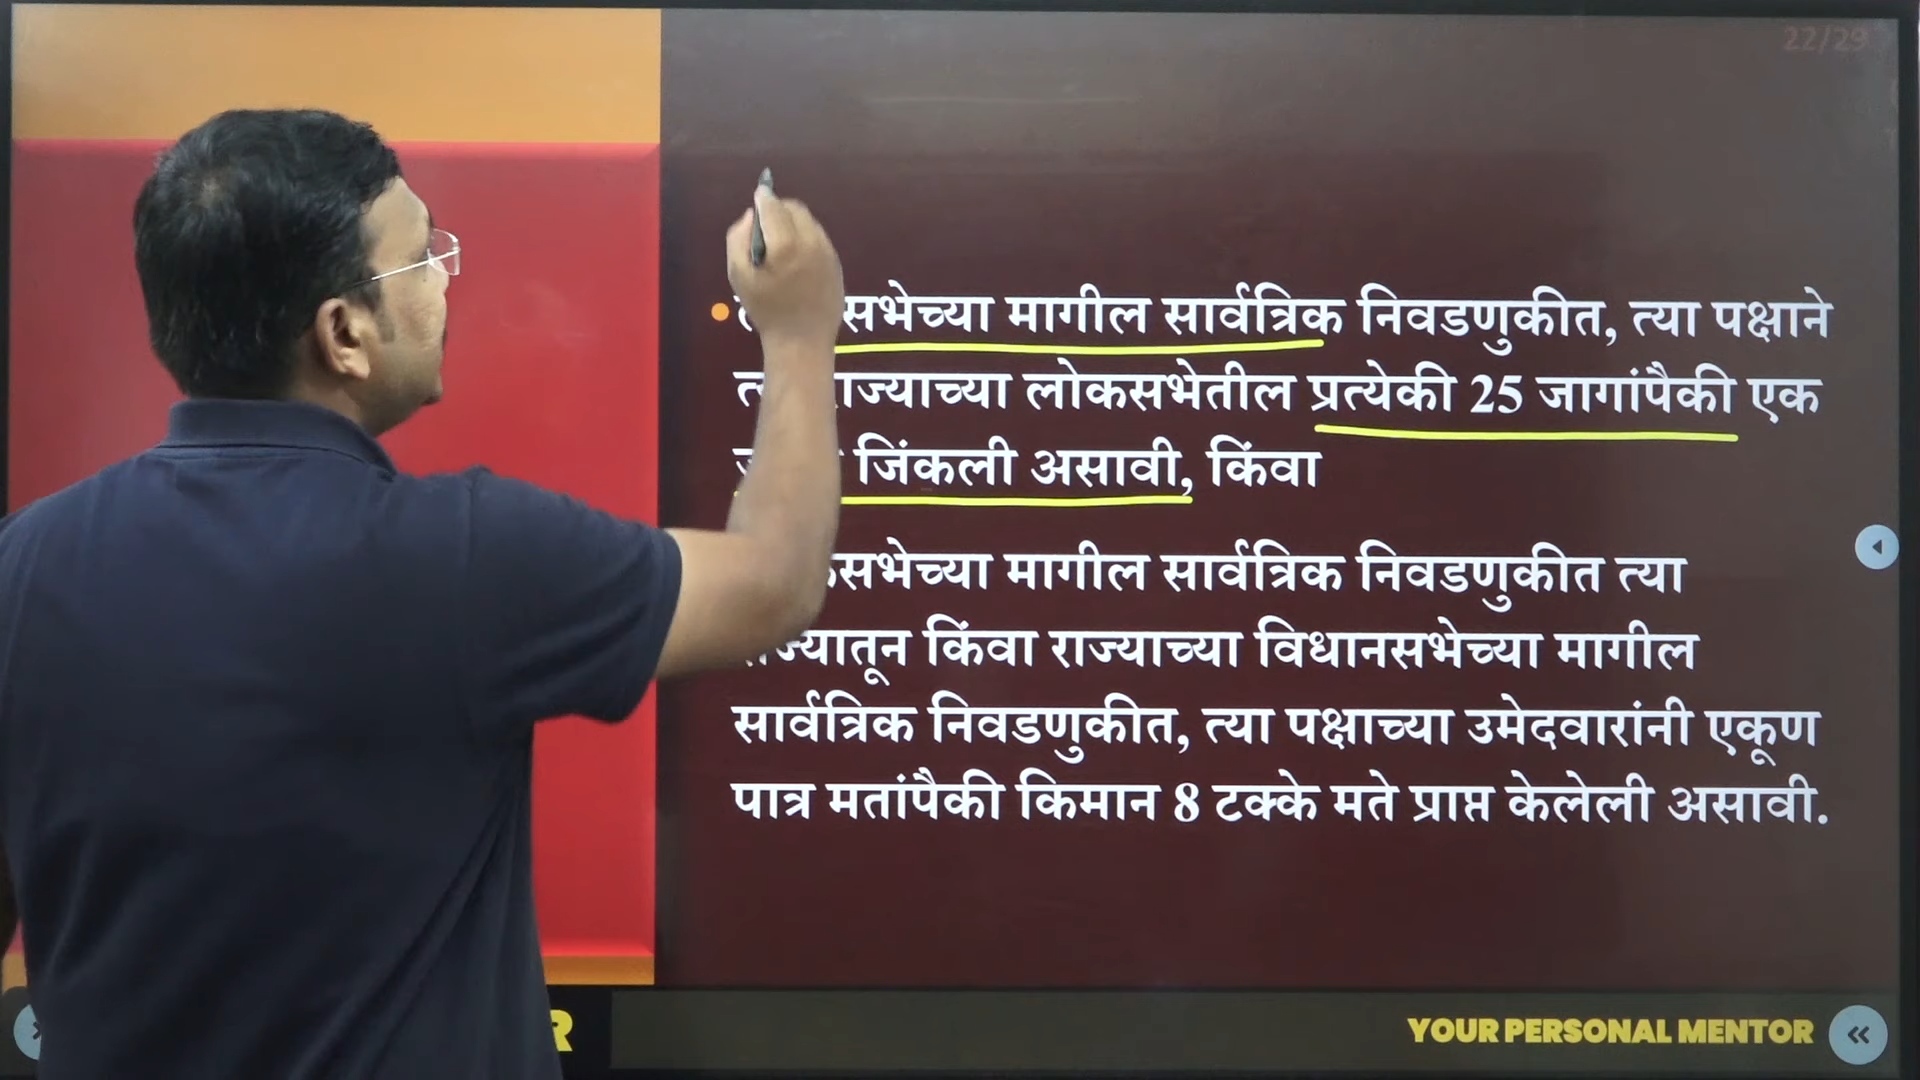 22/29
सभेच्या मागील सार्वत्रिक निवडणुकीत, त्या पक्षाने
राज्याच्या लोकसभेतील प्रत्येकी 25 जागांपैकी एक
जिंकली असावी, किंवा
सभेच्या मागील सार्वत्रिक निवडणुकीत त्या
राज्यातून किंवा राज्याच्या विधानसभेच्या मागील
सार्वत्रिक निवडणुकीत, त्या पक्षाच्या उमेदवारांनी एकूण
पात्र मतांपैकी किमान 8 टक्के मते प्राप्त केलेली असावी.
R
YOUR PERSONAL MENTOR